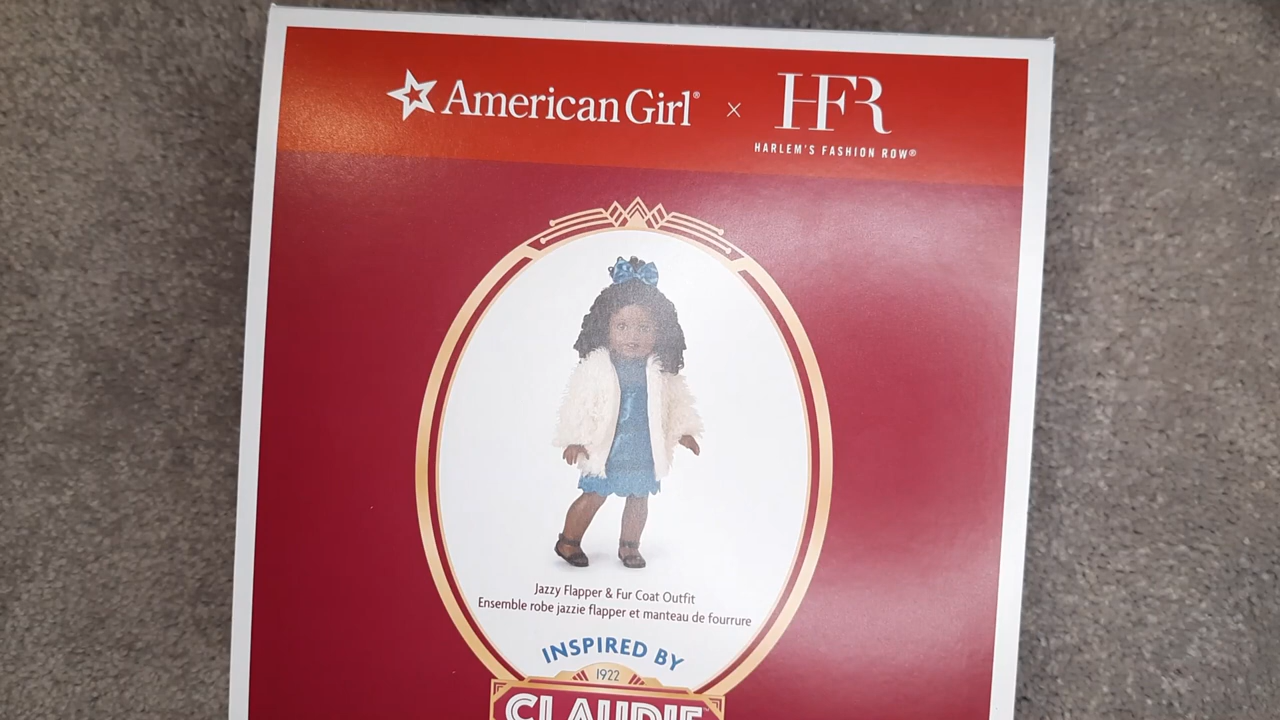 American Girl® × HFR
HARLEM'S FASHION ROW®
Jazzy Flapper & Fur Coat Outfit
Ensemble robe jazzie flapper et manteau de fourrure
INSPIRED BY
1922
CLAUDIE™